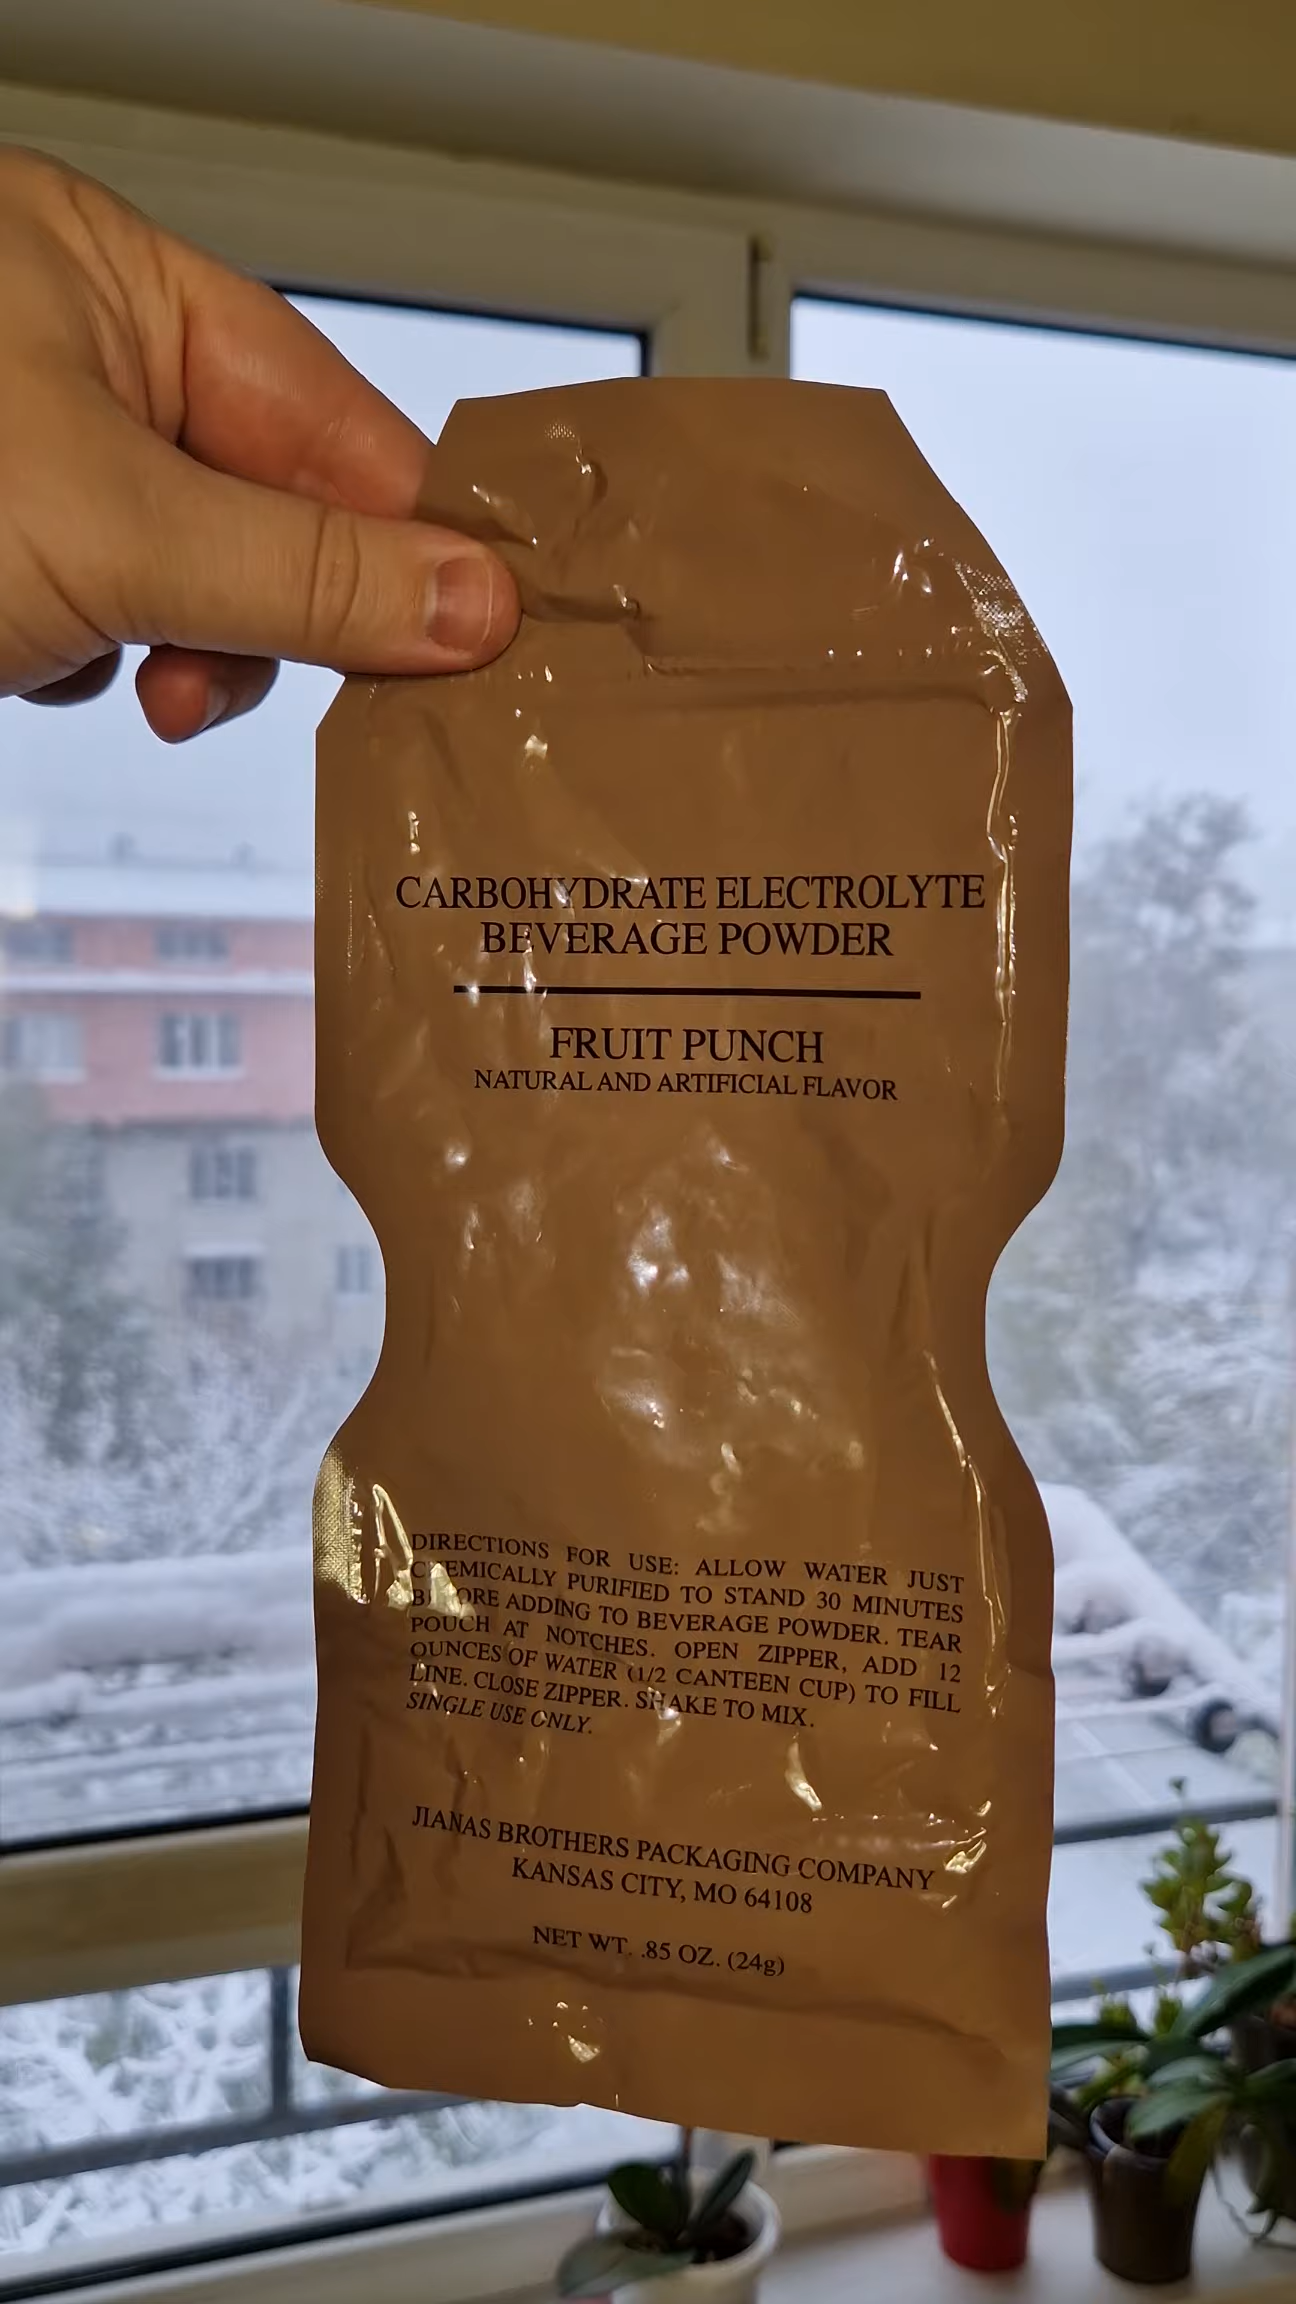 CARBOHYDRATE ELECTROLYTE
BEVERAGE POWDER
FRUIT PUNCH
NATURAL AND ARTIFICIAL FLAVOR
DIRECTIONS FOR USE: ALLOW WATER JUST
CHEMICALLY PURIFIED TO STAND 30 MINUTES
BEFORE ADDING TO BEVERAGE POWDER. TEAR
POUCH AT NOTCHES. OPEN ZIPPER, ADD 12
OUNCES OF WATER (1/2 CANTEEN CUP) TO FILL
LINE. CLOSE ZIPPER. SHAKE TO MIX.
SINGLE USE ONLY.
JIANAS BROTHERS PACKAGING COMPANY
KANSAS CITY, MO 64108
NET WT. .85 OZ. (24g)